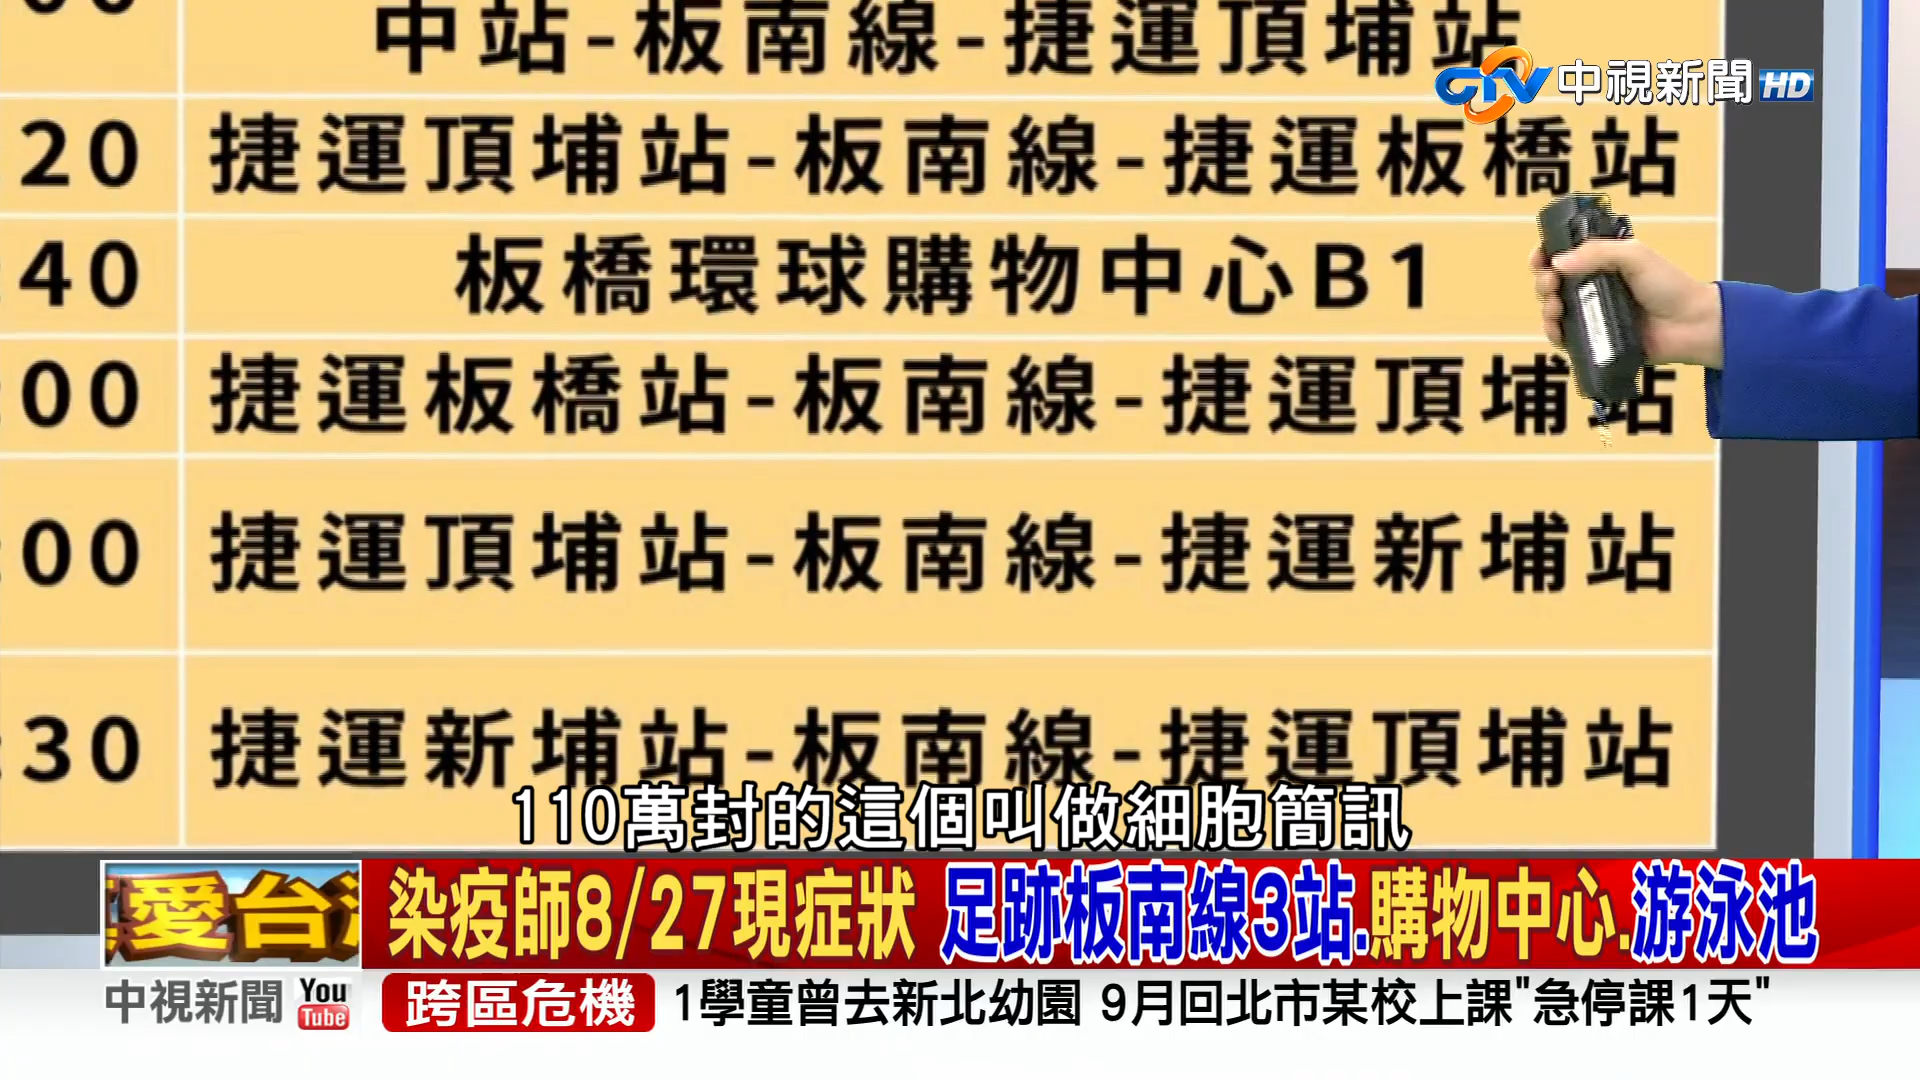 00 中站-板南線-捷運頂埔站
CTV 中視新聞 HD
20 捷運頂埔站-板南線-捷運板橋站
40 板橋環球購物中心B1
00 捷運板橋站-板南線-捷運頂埔站
00 捷運頂埔站-板南線-捷運新埔站
30 捷運新埔站-板南線-捷運頂埔站
110萬封的這個叫做細胞簡訊
愛台 染疫師8/27現症狀 足跡板南線3站.購物中心.游泳池
中視新聞 You Tube 跨區危機 1學童曾去新北幼園 9月回北市某校上課"急停課1天"